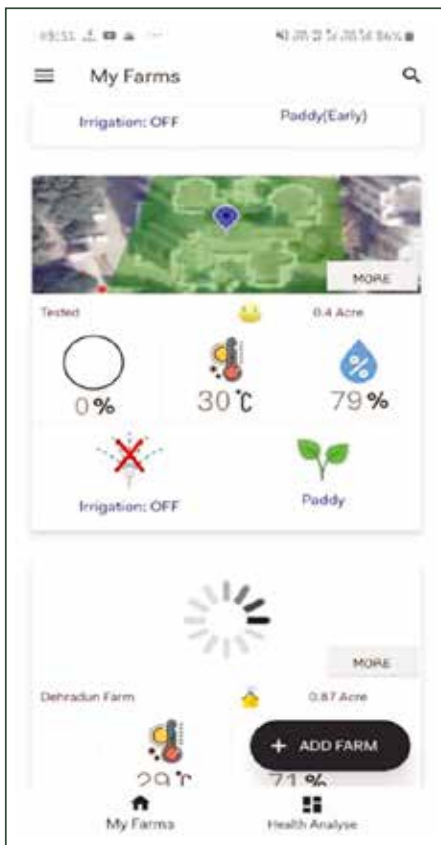 My Farms
Irrigation: OFF
Paddy(Early)
MORE
Tested
0.4 Acre
0%
30°C
79%
Irrigation: OFF
Paddy
MORE
Dehradun Farm
0.87 Acre
+ ADD FARM
My Farms
Health Analyse